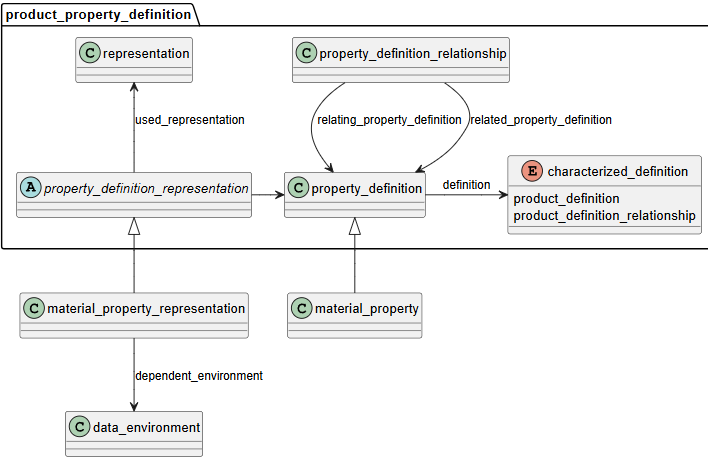 product_property_definition
C representation
C property_definition_relationship
used_representation
relating_property_definition
related_property_definition
A property_definition_representation
C property_definition
definition
E characterized_definition
product_definition
product_definition_relationship
C material_property_representation
C material_property
dependent_environment
C data_environment